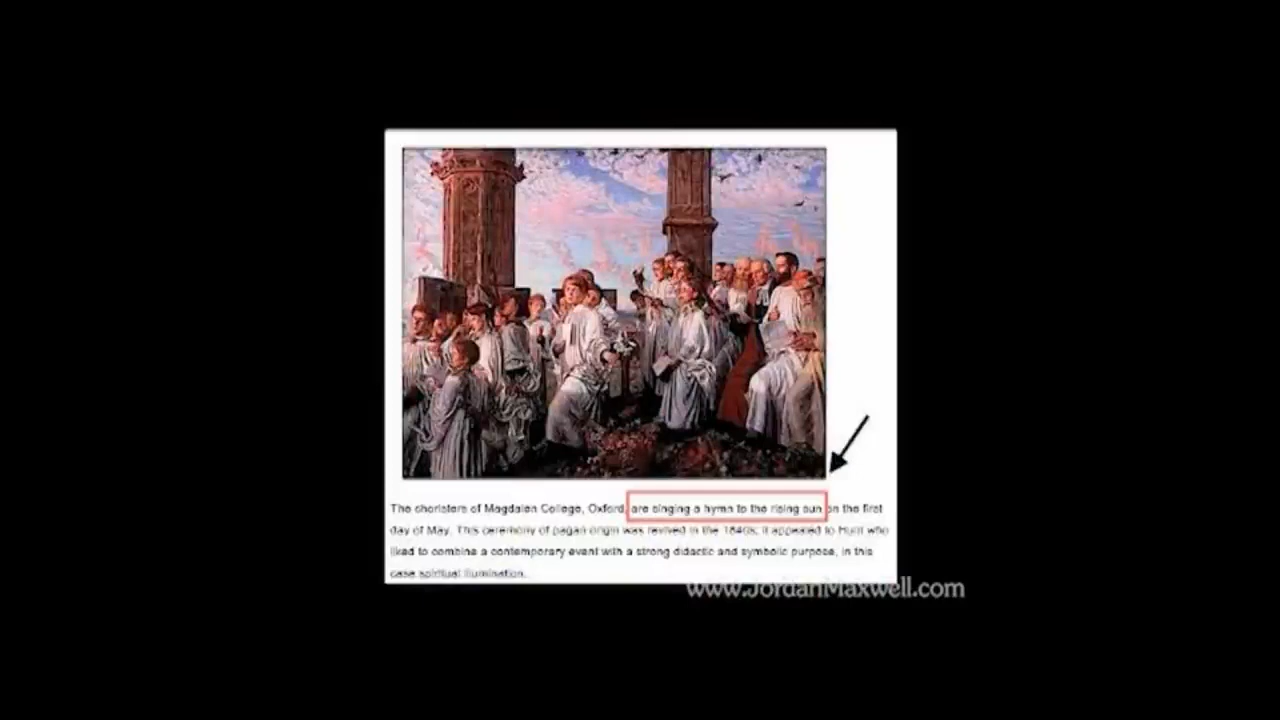 The choristers of Magdalen College, Oxford, are singing a hymn to the rising sun on the first
day of May. This ceremony of pagan origin was revived in the 1840s. It appealed to Hunt who
liked to combine a contemporary event with a strong didactic and symbolic purpose, in this
case spiritual illumination.
www.JordanMaxwell.com